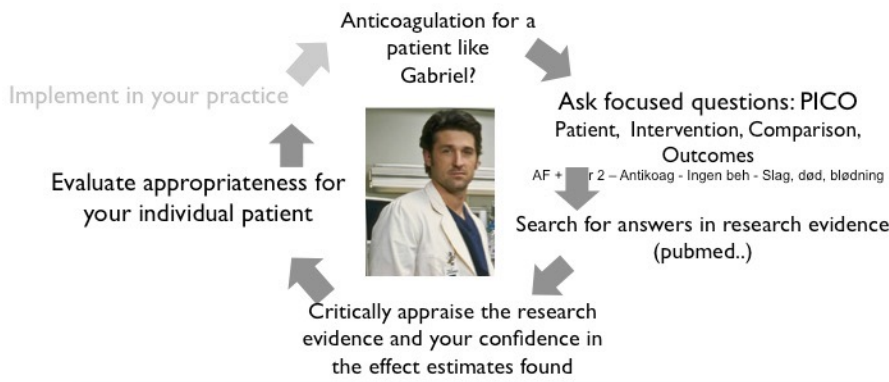 Anticoagulation for a
patient like
Gabriel?
Ask focused questions: PICO
Patient, Intervention, Comparison,
Outcomes
AF + r 2 – Antikoag - Ingen beh - Slag, død, blødning
Search for answers in research evidence
(pubmed..)
Critically appraise the research
evidence and your confidence in
the effect estimates found
Evaluate appropriateness for
your individual patient
Implement in your practice